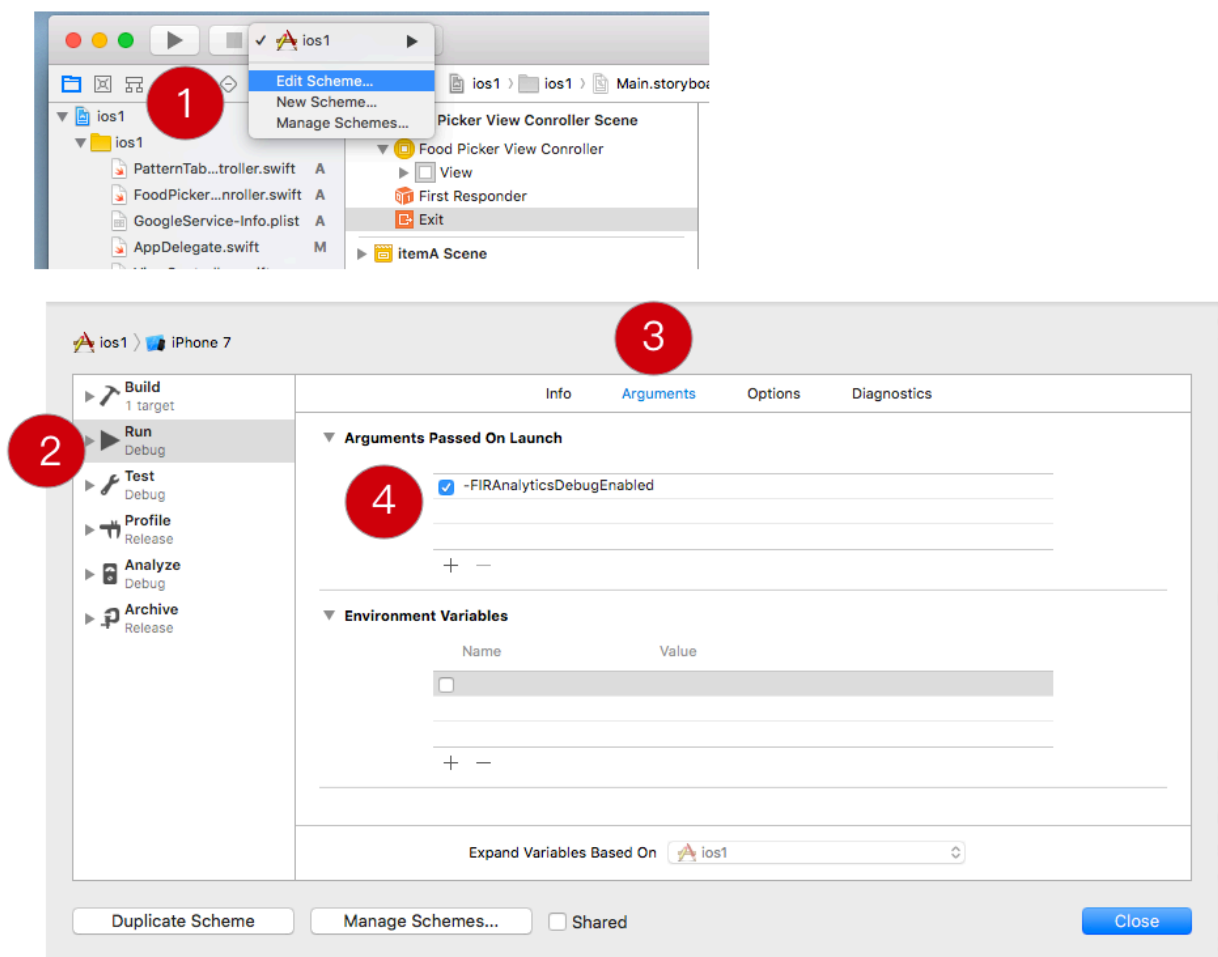 ios1
Edit Scheme...
New Scheme...
Manage Schemes...
1
ios1
ios1
PatternTab...troller.swift A
FoodPicker...nroller.swift A
GoogleService-Info.plist A
AppDelegate.swift M
ios1 ios1 Main.storyboa
Picker View Conroller Scene
Food Picker View Conroller
View
First Responder
Exit
itemA Scene
ios1 iPhone 7
3
2
Build
1 target
Run
Debug
Test
Debug
Profile
Release
Analyze
Debug
Archive
Release
Info Arguments Options Diagnostics
Arguments Passed On Launch
4
-FIRAnalyticsDebugEnabled
+ −
Environment Variables
Name Value
+ −
Expand Variables Based On ios1
Duplicate Scheme Manage Schemes... Shared Close